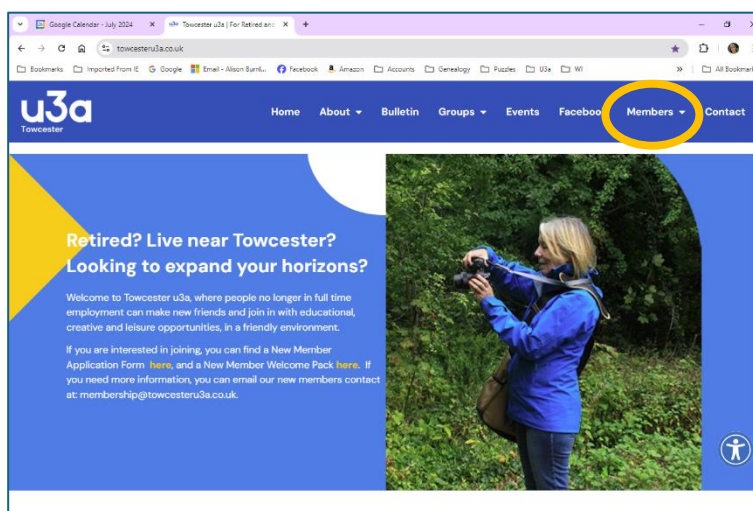 Google Calendar - July 2024
Towcester u3a | For Retired and
towcesteru3a.co.uk
Bookmarks Imported From IE Google Email - Alison Facebook Amazon Accounts Genealogy Puzzles U3a WI All Bookmark
u3a
Towcester
Home About Bulletin Groups Events Facebook Members Contact
Retired? Live near Towcester?
Looking to expand your horizons?
Welcome to Towcester u3a, where people no longer in full time
employment can make new friends and join in with educational,
creative and leisure opportunities, in a friendly environment.
If you are interested in joining, you can find a New Member
Application Form here, and a New Member Welcome Pack here. If
you need more information, you can email our new members contact
at: membership@towcesteru3a.co.uk.